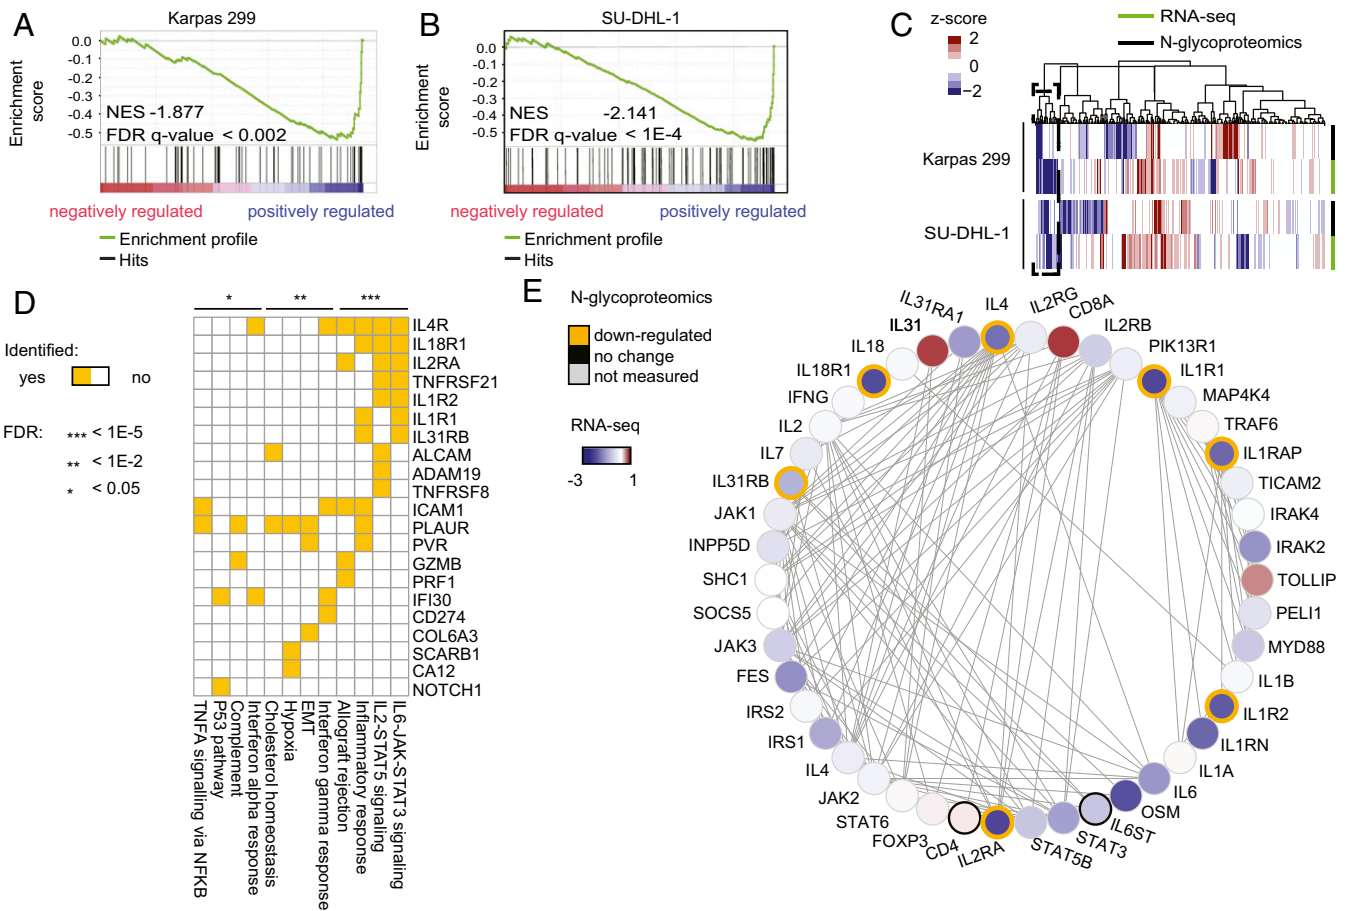 A
Karpas 299
Enrichment
score
0.0
-0.1
-0.2
-0.3
-0.4
-0.5
NES -1.877
FDR q-value < 0.002
negatively regulated
positively regulated
Enrichment profile
Hits
B
SU-DHL-1
Enrichment
score
0.0
-0.1
-0.2
-0.3
-0.4
-0.5
NES -2.141
FDR q-value < 1E-4
negatively regulated
positively regulated
Enrichment profile
Hits
C
z-score
2
0
−2
RNA-seq
N-glycoproteomics
Karpas 299
SU-DHL-1
D
Identified:
yes no
FDR:
*** < 1E-5
** < 1E-2
* < 0.05
* ** ***
IL4R
IL18R1
IL2RA
TNFRSF21
IL1R2
IL1R1
IL31RB
ALCAM
ADAM19
TNFRSF8
ICAM1
PLAUR
PVR
GZMB
PRF1
IFI30
CD274
COL6A3
SCARB1
CA12
NOTCH1
TNFA signalling via NFKB
P53 pathway
Complement
Interferon alpha response
Cholesterol homeostasis
Hypoxia
EMT
Interferon gamma response
Allograft rejection
Inflammatory response
IL2-STAT5 signaling
IL6-JAK-STAT3 signaling
E
N-glycoproteomics
down-regulated
no change
not measured
RNA-seq
-3 1
IL4
IL2RG
CD8A
IL2RB
PIK13R1
IL1R1
MAP4K4
TRAF6
IL1RAP
TICAM2
IRAK4
IRAK2
TOLLIP
PELI1
MYD88
IL1B
IL1R2
IL1RN
IL1A
IL6
OSM
IL6ST
STAT3
STAT5B
IL2RA
CD4
FOXP3
STAT6
JAK2
IL4
IRS1
IRS2
FES
JAK3
SOCS5
SHC1
INPP5D
JAK1
IL31RB
IL7
IL2
IFNG
IL18R1
IL18
IL31
IL31RA1